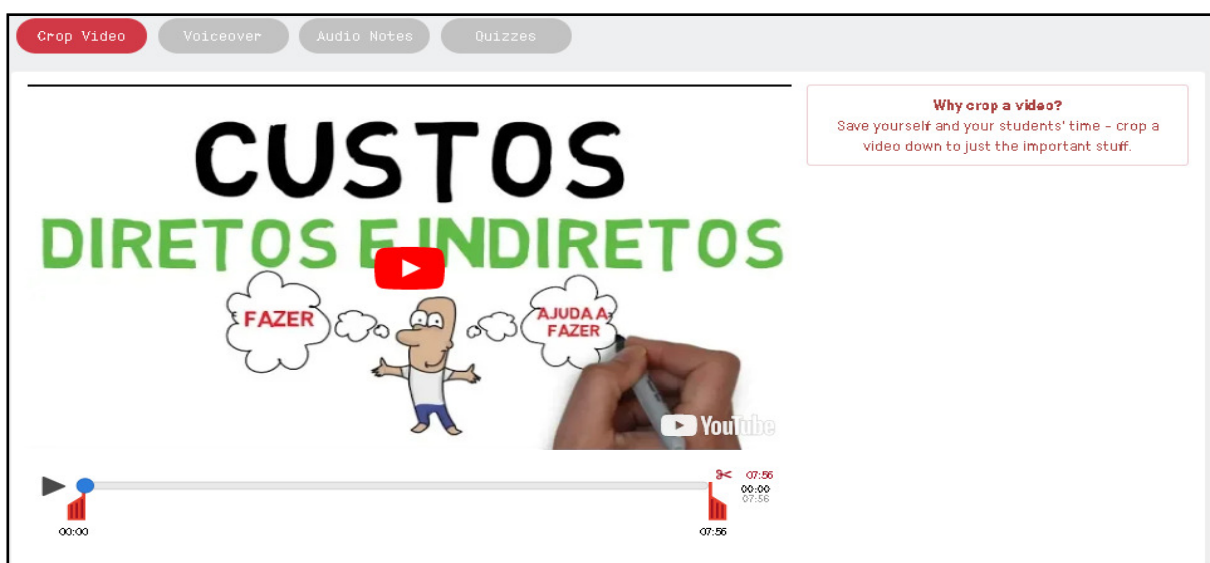 Crop Video
Voiceover
Audio Notes
Quizzes
Why crop a video?
Save yourself and your students' time - crop a
video down to just the important stuff.
CUSTOS
DIRETOS E INDIRETOS
FAZER
AJUDA A
FAZER
YouTube
07:56
00:00
07:56
00:00
07:56